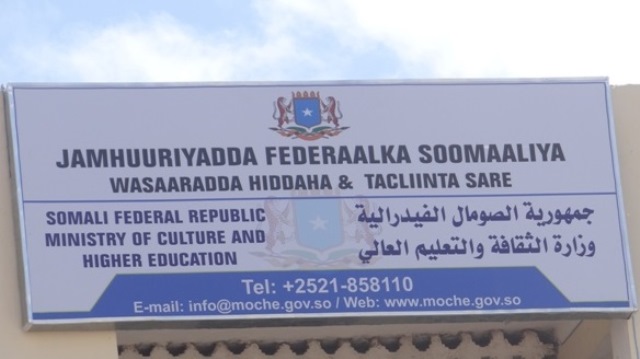 JAMHUURIYADDA FEDERAALKA SOOMAALIYA
WASAARADDA HIDDAHA & TACLIINTA SARE
SOMALI FEDERAL REPUBLIC
MINISTRY OF CULTURE AND
HIGHER EDUCATION
جمهورية الصومال الفيدرالية
وزارة الثقافة والتعليم العالي
Tel: +2521-858110
E-mail: info@moche.gov.so / Web: www.moche.gov.so